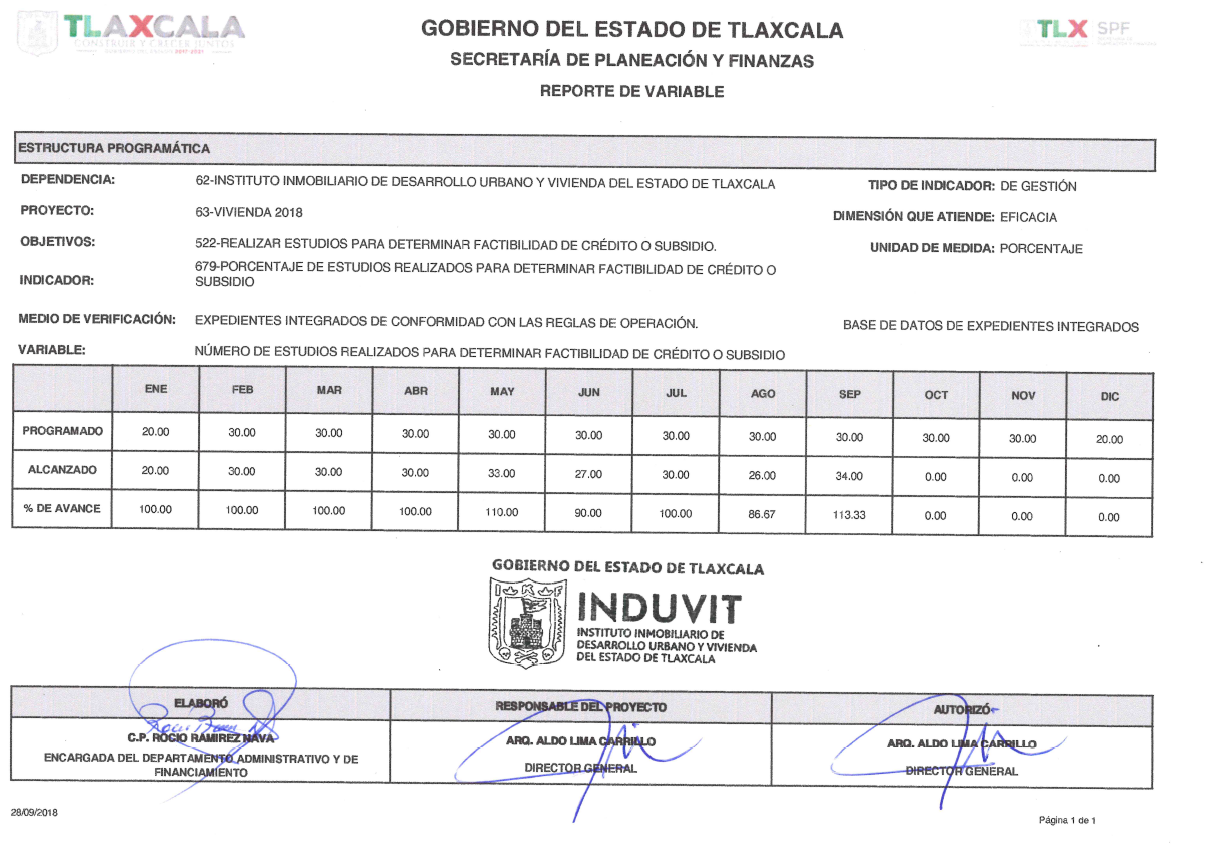 TLAXCALA
CONSTRUIR Y CRECER JUNTOS
GOBIERNO DEL ESTADO DE TLAXCALA
TLX SPF
SECRETARÍA DE PLANEACIÓN Y FINANZAS
REPORTE DE VARIABLE
ESTRUCTURA PROGRAMÁTICA
DEPENDENCIA: 62-INSTITUTO INMOBILIARIO DE DESARROLLO URBANO Y VIVIENDA DEL ESTADO DE TLAXCALA TIPO DE INDICADOR: DE GESTIÓN
PROYECTO: 63-VIVIENDA 2018 DIMENSIÓN QUE ATIENDE: EFICACIA
OBJETIVOS: 522-REALIZAR ESTUDIOS PARA DETERMINAR FACTIBILIDAD DE CRÉDITO O SUBSIDIO. UNIDAD DE MEDIDA: PORCENTAJE
INDICADOR: 679-PORCENTAJE DE ESTUDIOS REALIZADOS PARA DETERMINAR FACTIBILIDAD DE CRÉDITO O
SUBSIDIO
MEDIO DE VERIFICACIÓN: EXPEDIENTES INTEGRADOS DE CONFORMIDAD CON LAS REGLAS DE OPERACIÓN. BASE DE DATOS DE EXPEDIENTES INTEGRADOS
VARIABLE: NÚMERO DE ESTUDIOS REALIZADOS PARA DETERMINAR FACTIBILIDAD DE CRÉDITO O SUBSIDIO
ENE FEB MAR ABR MAY JUN JUL AGO SEP OCT NOV DIC
PROGRAMADO 20.00 30.00 30.00 30.00 30.00 30.00 30.00 30.00 30.00 30.00 30.00 20.00
ALCANZADO 20.00 30.00 30.00 30.00 33.00 27.00 30.00 26.00 34.00 0.00 0.00 0.00
% DE AVANCE 100.00 100.00 100.00 100.00 110.00 90.00 100.00 86.67 113.33 0.00 0.00 0.00
GOBIERNO DEL ESTADO DE TLAXCALA
INDUVIT
INSTITUTO INMOBILIARIO DE
DESARROLLO URBANO Y VIVIENDA
DEL ESTADO DE TLAXCALA
ELABORÓ RESPONSABLE DEL PROYECTO AUTORIZÓ
C.P. ROCIO RAMIREZ NAVA ARQ. ALDO LIMA CARRILLO ARQ. ALDO LIMA CARRILLO
ENCARGADA DEL DEPARTAMENTO ADMINISTRATIVO Y DE
FINANCIAMIENTO DIRECTOR GENERAL DIRECTOR GENERAL
28/09/2018 Página 1 de 1